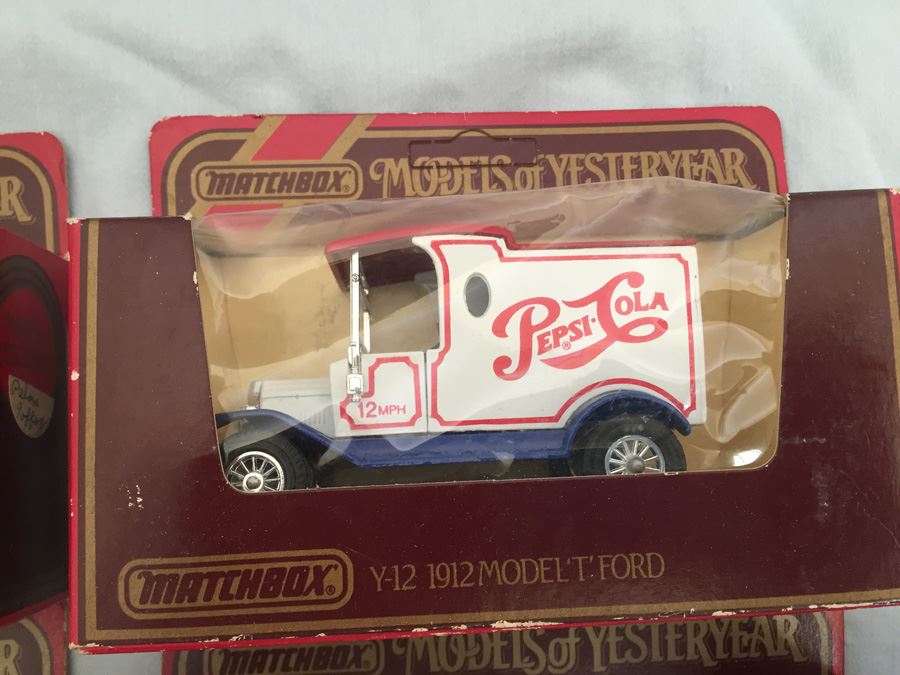 MATCHBOX MODELS of YESTERYEAR
R
PEPSI·COLA
®
12 MPH
MATCHBOX® Y-12 1912 MODEL 'T' FORD
R
MATCHBOX MODELS of YESTERYEAR